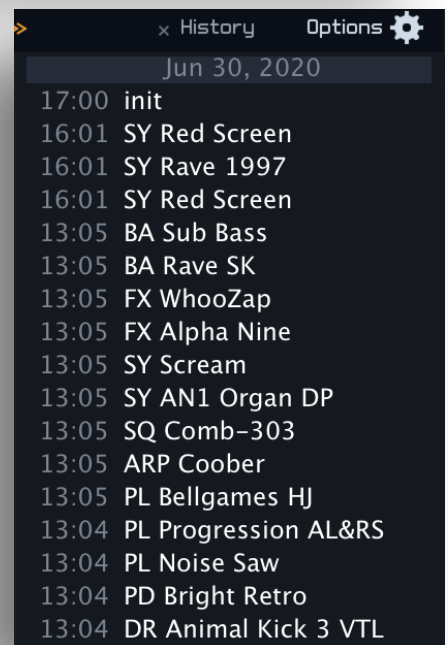 » × History Options
Jun 30, 2020
17:00 init
16:01 SY Red Screen
16:01 SY Rave 1997
16:01 SY Red Screen
13:05 BA Sub Bass
13:05 BA Rave SK
13:05 FX WhooZap
13:05 FX Alpha Nine
13:05 SY Scream
13:05 SY AN1 Organ DP
13:05 SQ Comb-303
13:05 ARP Coober
13:05 PL Bellgames HJ
13:04 PL Progression AL&RS
13:04 PL Noise Saw
13:04 PD Bright Retro
13:04 DR Animal Kick 3 VTL